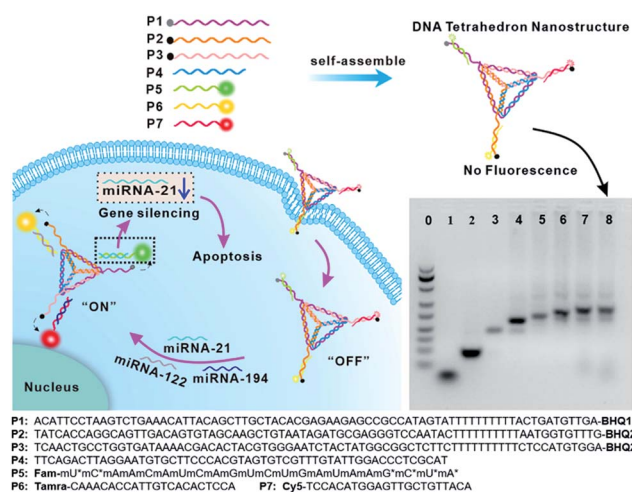 P1
P2
P3
P4
P5
P6
P7
self-assemble
DNA Tetrahedron Nanostructure
No Fluorescence
miRNA-21
Gene silencing
Apoptosis
"ON"
"OFF"
miRNA-21
miRNA-122
miRNA-194
Nucleus
0 1 2 3 4 5 6 7 8
P1: ACATTCCTAAGTCTGAAACATTACAGCTTGCTACACGAGAAGAGCCGCCATAGTATTTTTTTTTTACTGATGTTGA-BHQ1
P2: TATCACCAGGCAGTTGACAGTGTAGCAAGCTGTAATAGATGCGAGGGTCCAATACTTTTTTTTTTAATGGTGTTTG-BHQ2
P3: TCAACTGCCTGGTGATAAAACGACACTACGTGGGAATCTACTATGGCGGCTCTTCTTTTTTTTTTCTCCATGTGGA-BHQ2
P4: TTCAGACTTAGGAATGTGCTTCCCACGTAGTGTCGTTTGTATTGGACCCTCGCAT
P5: Fam-mU*mC*mAmAmCmAmUmCmAmGmUmCmUmGmAmUmAmAmG*mC*mU*mA*
P6: Tamra-CAAACACCATTGTCACACTCCA P7: Cy5-TCCACATGGAGTTGCTGTTACA